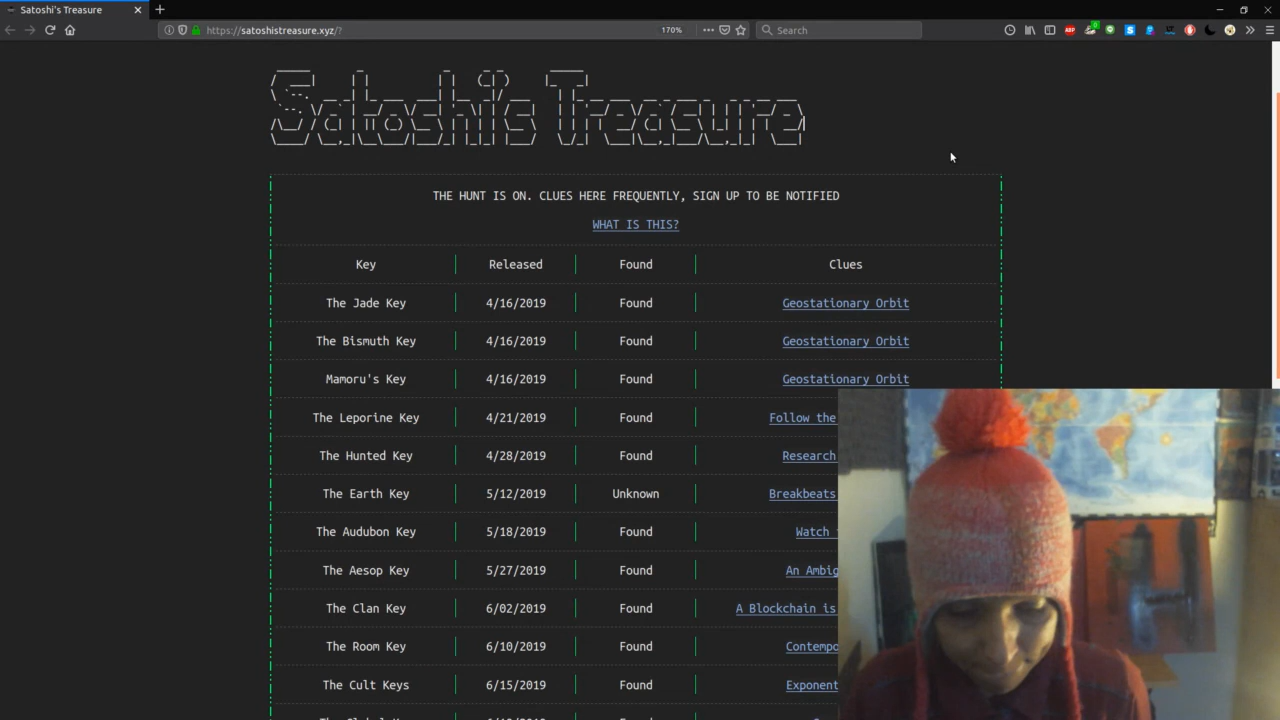 Satoshi's Treasure
https://satoshistreasure.xyz/?
170%
Search
ABP
0
S
Satoshi's Treasure
THE HUNT IS ON. CLUES HERE FREQUENTLY, SIGN UP TO BE NOTIFIED
WHAT IS THIS?
Key Released Found Clues
The Jade Key 4/16/2019 Found Geostationary Orbit
The Bismuth Key 4/16/2019 Found Geostationary Orbit
Mamoru's Key 4/16/2019 Found Geostationary Orbit
The Leporine Key 4/21/2019 Found Follow the
The Hunted Key 4/28/2019 Found Research
The Earth Key 5/12/2019 Unknown Breakbeats
The Audubon Key 5/18/2019 Found Watch
The Aesop Key 5/27/2019 Found An Ambig
The Clan Key 6/02/2019 Found A Blockchain is
The Room Key 6/10/2019 Found Contempo
The Cult Keys 6/15/2019 Found Exponent